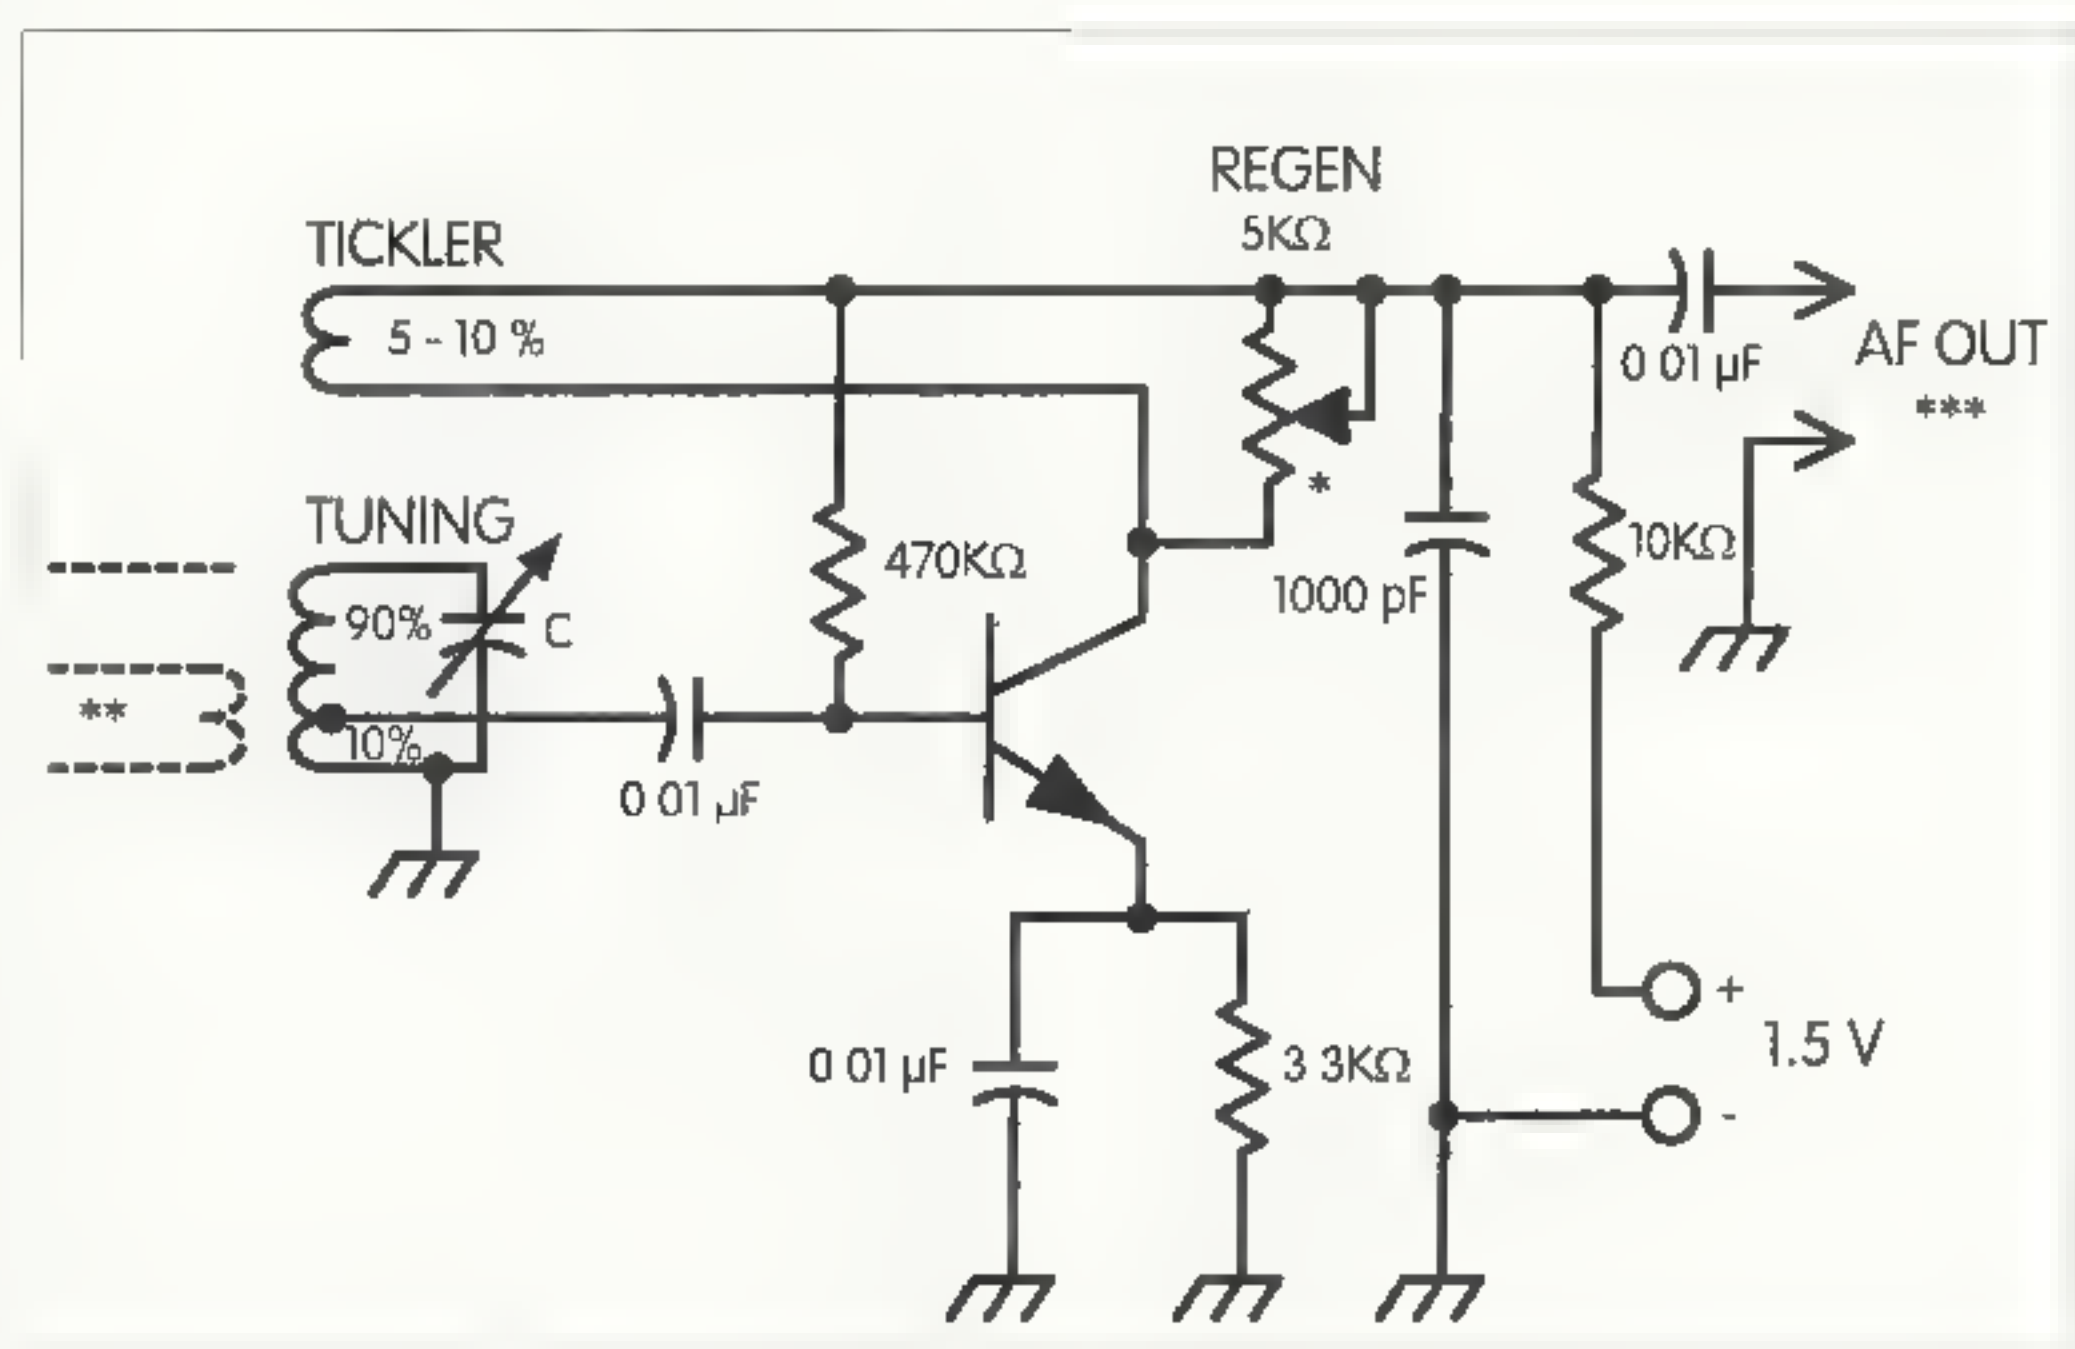 REGEN
5KΩ
TICKLER
5 - 10 %
0 01 µF
AF OUT
***
*
TUNING
470KΩ
10KΩ
1000 pF
90%
C
**
10%
0 01 µF
+
1.5 V
-
0 01 µF
3 3KΩ